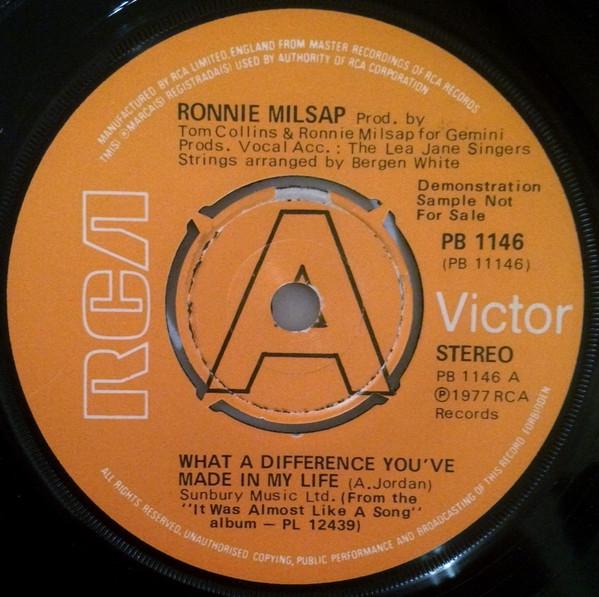 MANUFACTURED BY RCA LIMITED, ENGLAND FROM MASTER RECORDINGS OF RCA RECORDS
TM(S) ® MARCA(S) REGISTRADA(S) USED BY AUTHORITY OF RCA CORPORATION
RONNIE MILSAP Prod. by
Tom Collins & Ronnie Milsap for Gemini
Prods. Vocal Acc.: The Lea Jane Singers
Strings arranged by Bergen White
Demonstration
Sample Not
For Sale
PB 1146
(PB 11146)
RCA
A
Victor
STEREO
PB 1146 A
℗ 1977 RCA
Records
WHAT A DIFFERENCE YOU'VE
MADE IN MY LIFE (A. Jordan)
Sunbury Music Ltd. (From the
"It Was Almost Like A Song"
album — PL 12439)
ALL RIGHTS RESERVED, UNAUTHORISED COPYING, PUBLIC PERFORMANCE AND BROADCASTING OF THIS RECORD FORBIDDEN